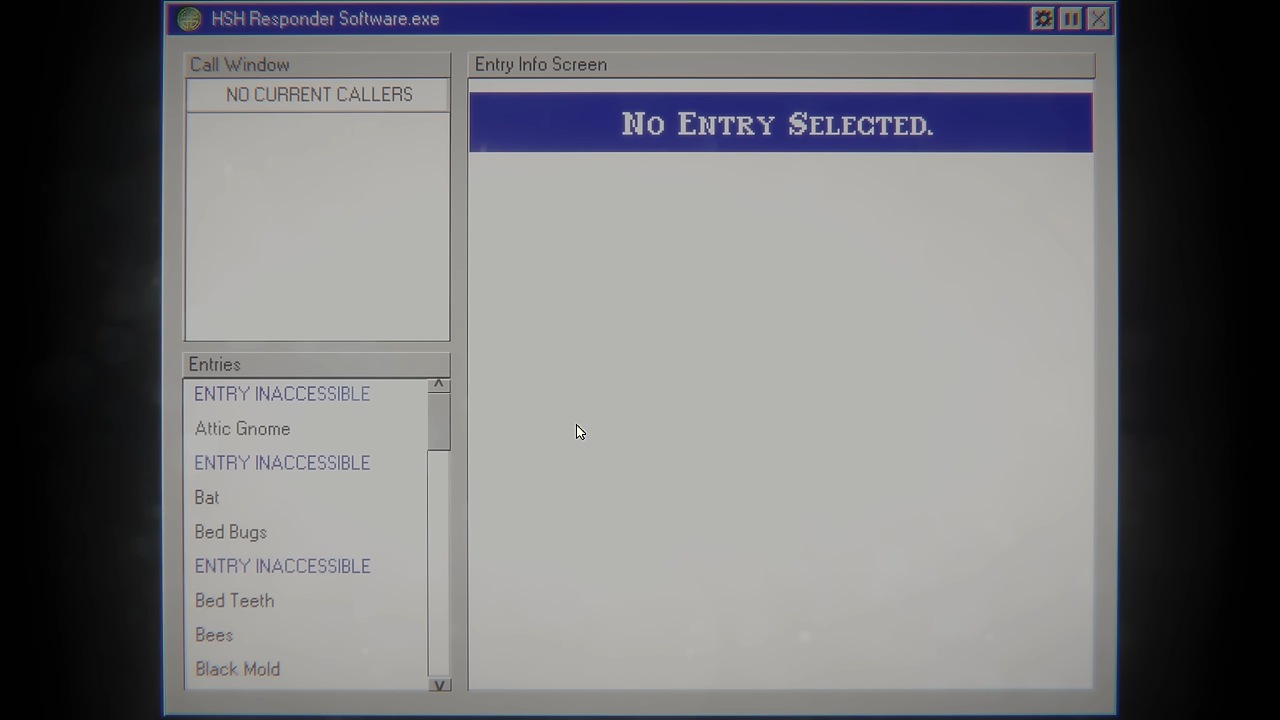 HSH Responder Software.exe
Call Window
NO CURRENT CALLERS
Entries
ENTRY INACCESSIBLE
Attic Gnome
ENTRY INACCESSIBLE
Bat
Bed Bugs
ENTRY INACCESSIBLE
Bed Teeth
Bees
Black Mold
Entry Info Screen
No Entry Selected.